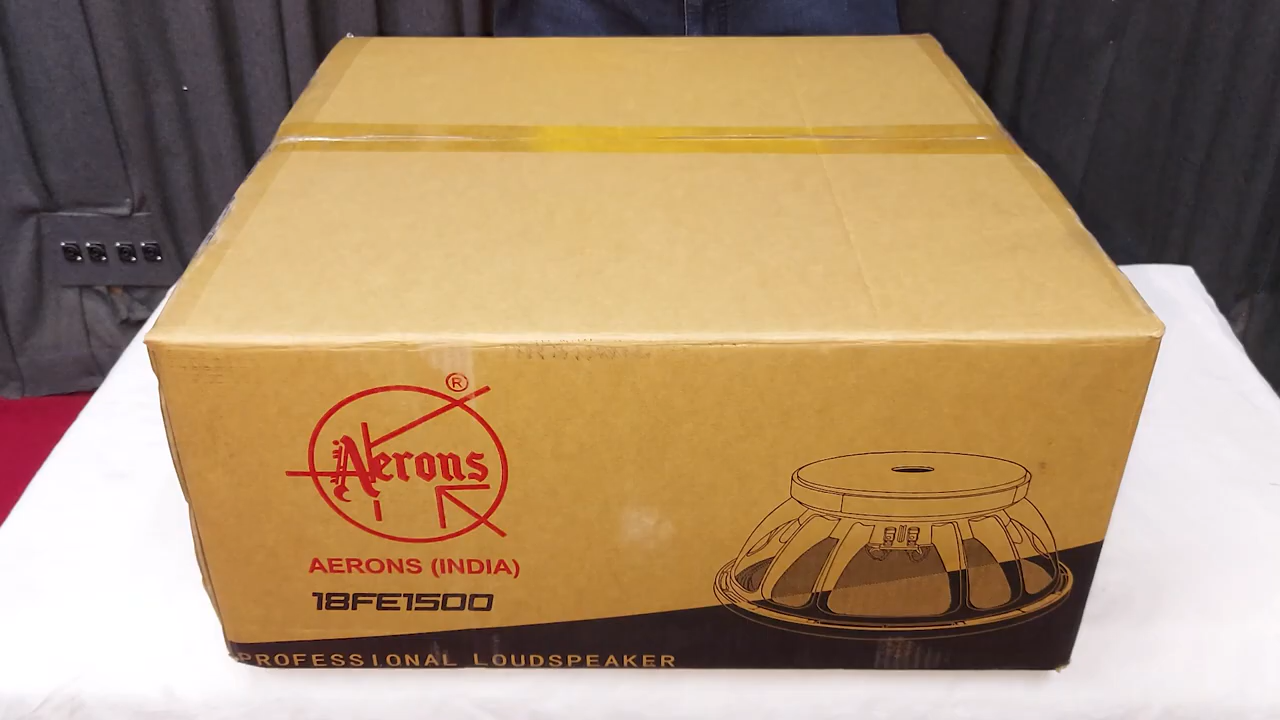 ®
Aerons
AERONS (INDIA)
18FE1500
PROFESSIONAL LOUDSPEAKER